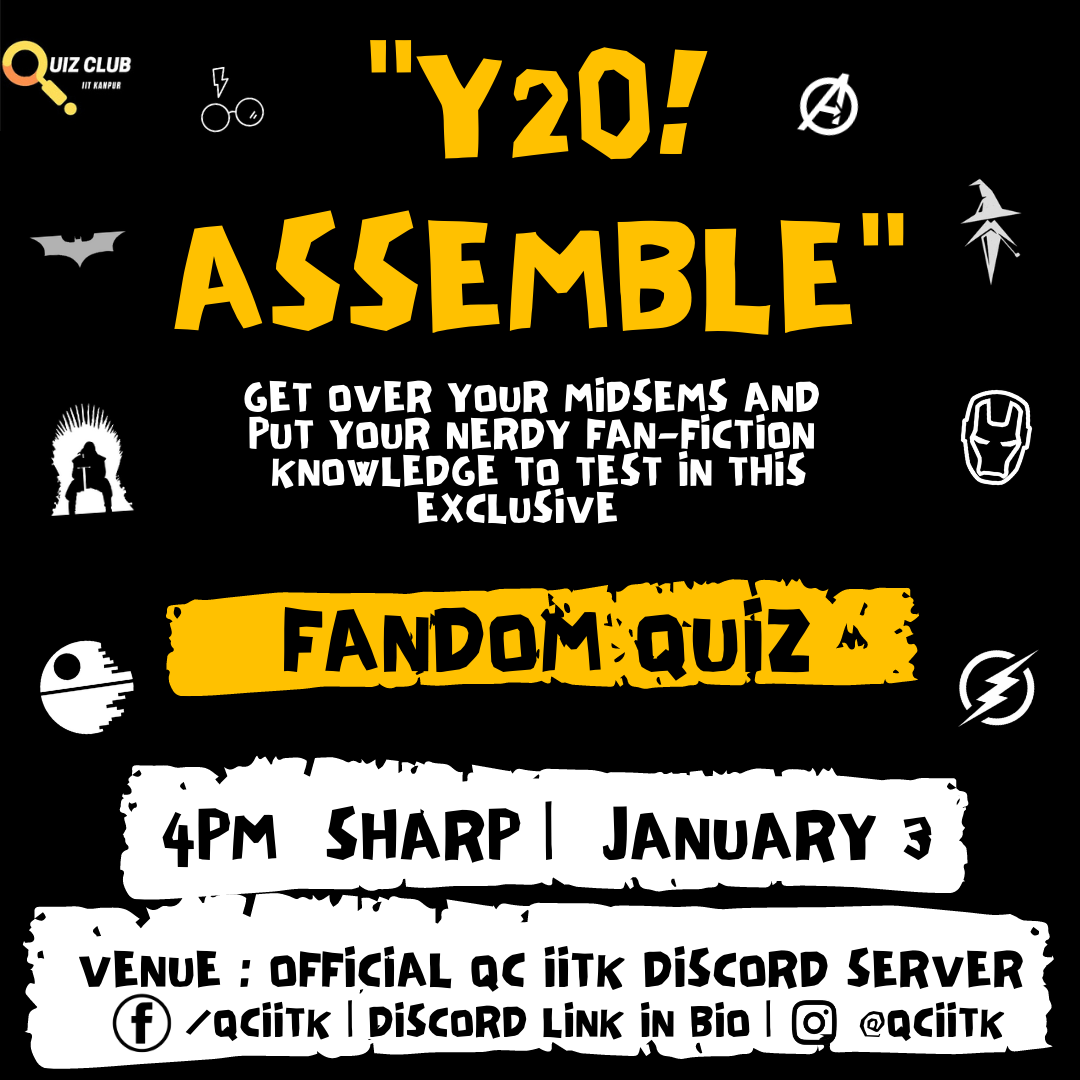 QUIZ CLUB
IIT KANPUR
"Y20!
ASSEMBLE"
GET OVER YOUR MIDSEMS AND
PUT YOUR NERDY FAN-FICTION
KNOWLEDGE TO TEST IN THIS
EXCLUSIVE
FANDOM QUIZ
4PM SHARP | JANUARY 3
VENUE : OFFICIAL QC IITK DISCORD SERVER
/QCIITK | DISCORD LINK IN BIO | @QCIITK